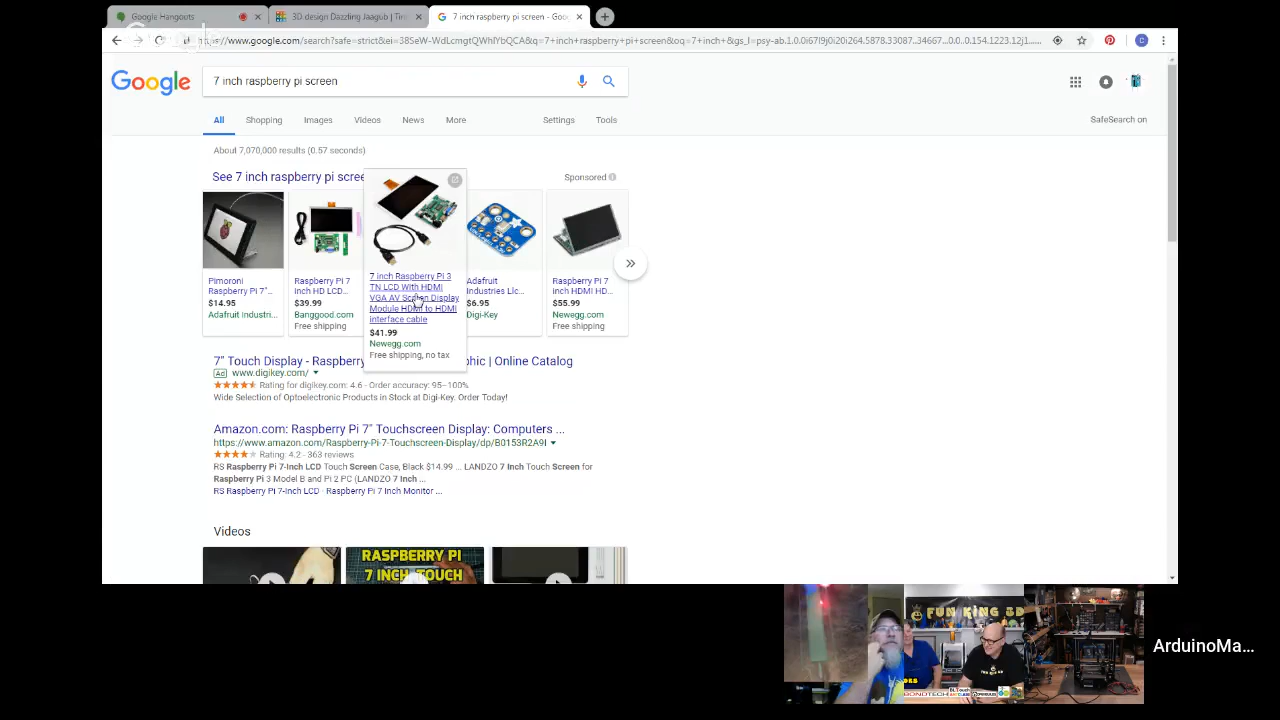 Google Hangouts
3D design Dazzling Jaagub | Tin
7 inch raspberry pi screen - Goo
Google
7 inch raspberry pi screen
All
Shopping
Images
Videos
News
More
Settings
Tools
SafeSearch on
About 7,070,000 results (0.57 seconds)
See 7 inch raspberry pi scree
Sponsored
Pimoroni
Raspberry Pi 7"...
$14.95
Adafruit Industri...
Raspberry Pi 7
Inch HD LCD...
$39.99
Banggood.com
Free shipping
7 inch Raspberry Pi 3
TN LCD With HDMI
VGA AV Screen Display
Module HDMI to HDMI
interface cable
$41.99
Newegg.com
Free shipping, no tax
Adafruit
Industries Llc...
$6.95
Digi-Key
Raspberry Pi 7
inch HDMI HD...
$55.99
Newegg.com
Free shipping
7" Touch Display - Raspberry
hic | Online Catalog
Ad www.digikey.com/
Rating for digikey.com: 4.6 - Order accuracy: 95–100%
Wide Selection of Optoelectronic Products in Stock at Digi-Key. Order Today!
Amazon.com: Raspberry Pi 7" Touchscreen Display: Computers ...
https://www.amazon.com/Raspberry-Pi-7-Touchscreen-Display/dp/B0153R2A9I
Rating: 4.2 - 363 reviews
RS Raspberry Pi 7-Inch LCD Touch Screen Case, Black $14.99 ... LANDZO 7 Inch Touch Screen for
Raspberry Pi 3 Model B and Pi 2 PC (LANDZO 7 Inch ...
RS Raspberry Pi 7-Inch LCD · Raspberry Pi 7 Inch Monitor ...
Videos
RASPBERRY PI
7 INCH TOUCH
FUN KING 3D
BONDTECH
BLTouch
ArduinoMa...